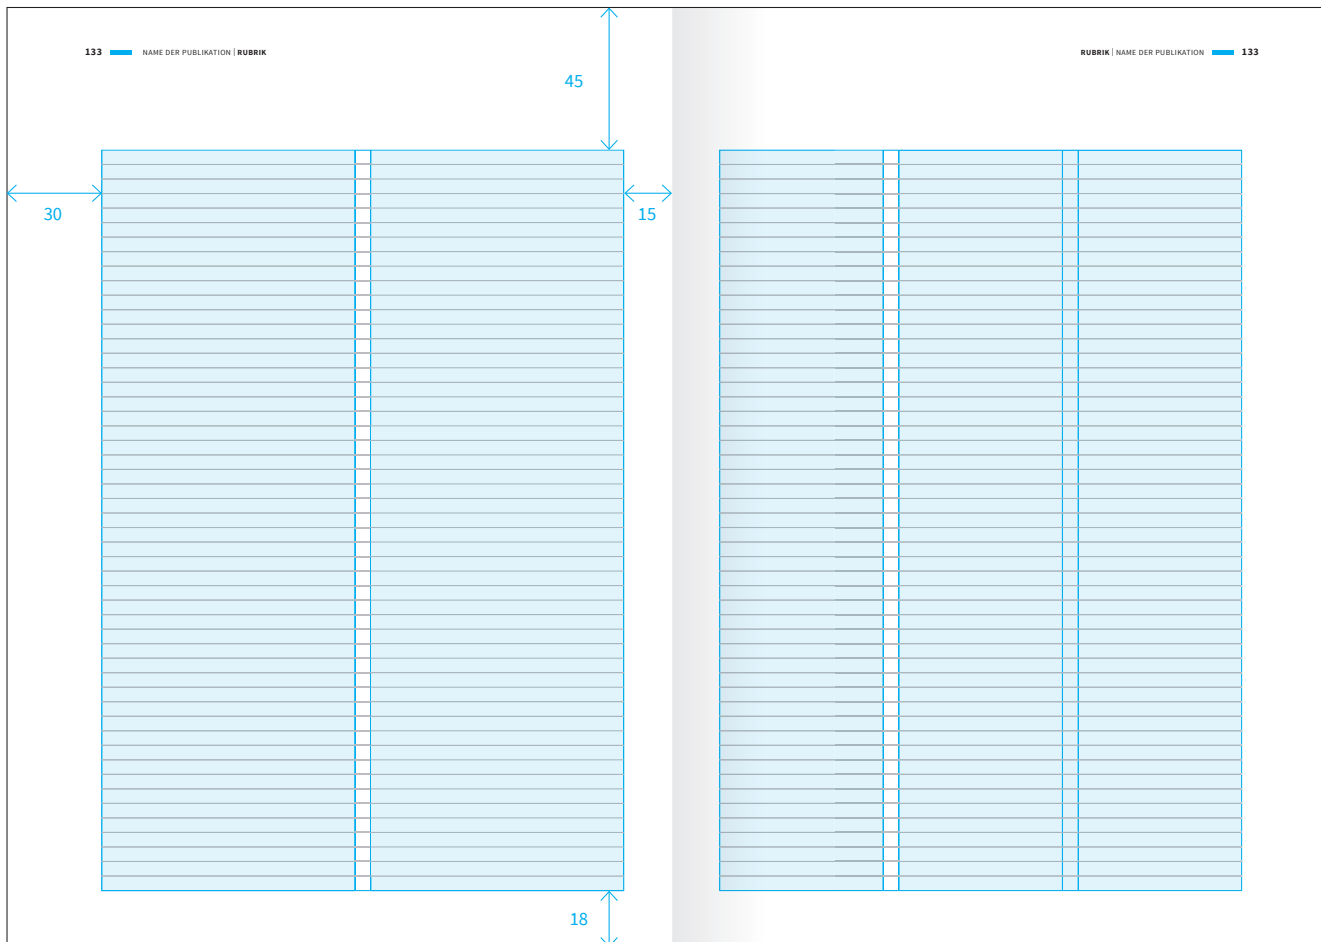 133 NAME DER PUBLIKATION | RUBRIK
RUBRIK | NAME DER PUBLIKATION 133
45
30
15
18